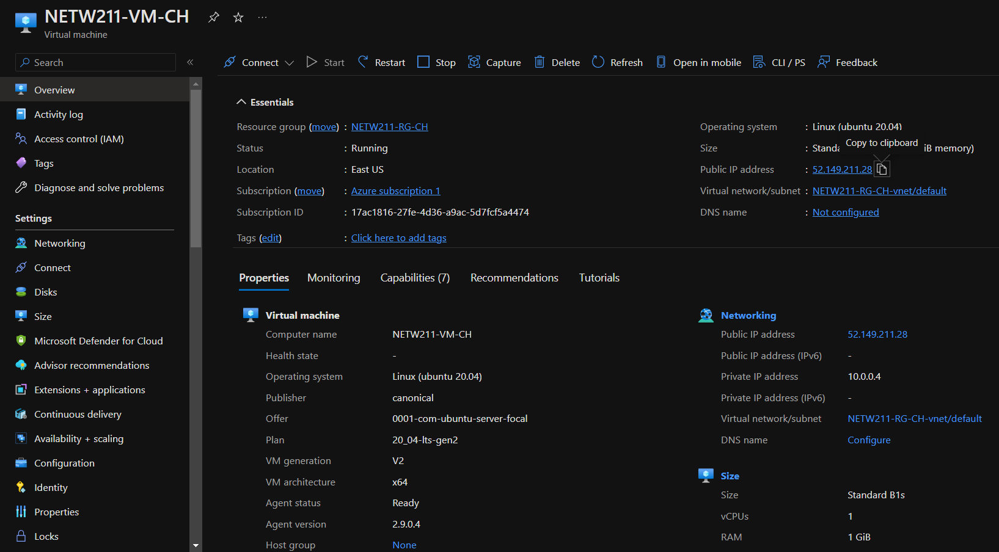 NETW211-VM-CH
Virtual machine
Search
Connect Start Restart Stop Capture Delete Refresh Open in mobile CLI / PS Feedback
Overview
Activity log
Access control (IAM)
Tags
Diagnose and solve problems
Settings
Networking
Connect
Disks
Size
Microsoft Defender for Cloud
Advisor recommendations
Extensions + applications
Continuous delivery
Availability + scaling
Configuration
Identity
Properties
Locks
Essentials
Resource group (move) : NETW211-RG-CH
Status : Running
Location : East US
Subscription (move) : Azure subscription 1
Subscription ID : 17ac1816-27fe-4d36-a9ac-5d7fcf5a4474
Tags (edit) : Click here to add tags
Operating system : Linux (ubuntu 20.04)
Copy to clipboard
Size : iB memory)
Public IP address : 52.149.211.28
Virtual network/subnet : NETW211-RG-CH-vnet/default
DNS name : Not configured
Properties Monitoring Capabilities (7) Recommendations Tutorials
Virtual machine
Computer name NETW211-VM-CH
Health state -
Operating system Linux (ubuntu 20.04)
Publisher canonical
Offer 0001-com-ubuntu-server-focal
Plan 20_04-lts-gen2
VM generation V2
VM architecture x64
Agent status Ready
Agent version 2.9.0.4
Host group None
Networking
Public IP address 52.149.211.28
Public IP address (IPv6) -
Private IP address 10.0.0.4
Private IP address (IPv6) -
Virtual network/subnet NETW211-RG-CH-vnet/default
DNS name Configure
Size
Size Standard B1s
vCPUs 1
RAM 1 GiB